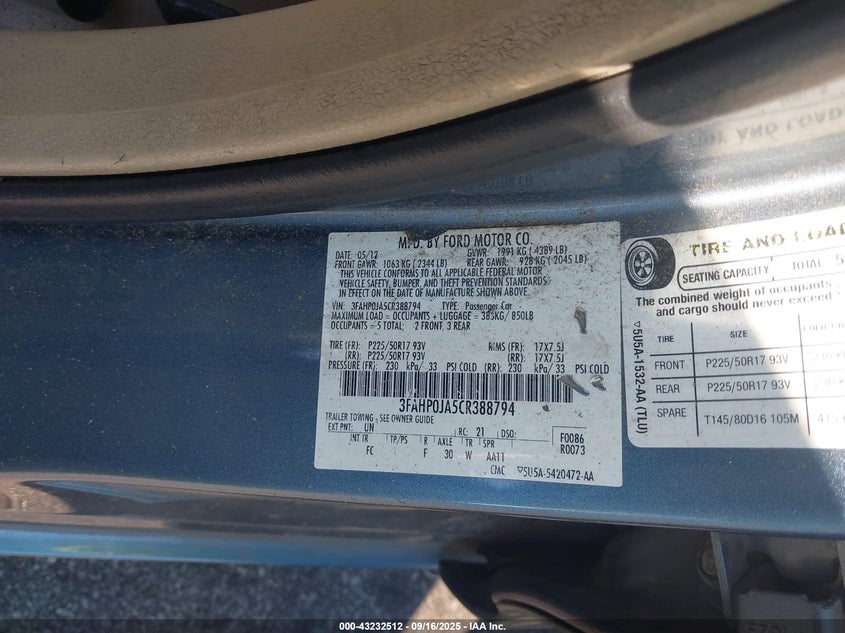 MFD. BY FORD MOTOR CO.
DATE: 05/12 GVWR: 1991 KG ( 4389 LB)
FRONT GAWR: 1063 KG ( 2344 LB) REAR GAWR: 928 KG ( 2045 LB)
THIS VEHICLE CONFORMS TO ALL APPLICABLE FEDERAL MOTOR
VEHICLE SAFETY, BUMPER, AND THEFT PREVENTION STANDARDS
IN EFFECT ON THE DATE OF MANUFACTURE SHOWN ABOVE.
VIN: 3FAHP0JA5CR388794 TYPE: Passenger Car
MAXIMUM LOAD = OCCUPANTS + LUGGAGE = 385KG/ 850LB
OCCUPANTS = 5 TOTAL: 2 FRONT, 3 REAR
TIRE (FR): P225/50R17 93V RIMS (FR): 17X7.5J
(RR): P225/50R17 93V (RR): 17X7.5J
PRESSURE (FR): 230 kPa/ 33 PSI COLD (RR): 230 kPa/ 33 PSI COLD
3FAHP0JA5CR388794
TRAILER TOWING - SEE OWNER GUIDE
EXT PNT: UN RC: 21 DSO: F0086
INT TR TP/PS R AXLE TR SPR R0073
FC F 30 W AA11
CMC ▽5U5A-5420472-AA
TIRE AND LOAD
SEATING CAPACITY TOTAL 5
The combined weight of occupants
and cargo should never exceed
TIRE SIZE
FRONT P225/50R17 93V
REAR P225/50R17 93V
SPARE T145/80D16 105M
▽5U5A-1532-AA (TLU)
000-43232512 - 09/16/2025 - IAA Inc.